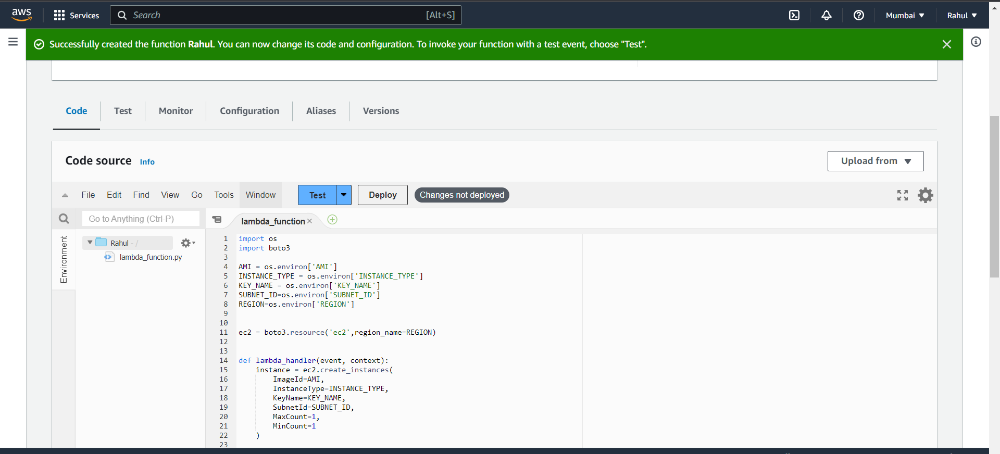 aws
Services
Search
[Alt+S]
Mumbai ▼
Rahul ▼
Successfully created the function Rahul. You can now change its code and configuration. To invoke your function with a test event, choose "Test".
Code
Test
Monitor
Configuration
Aliases
Versions
Code source Info
Upload from ▼
File Edit Find View Go Tools Window
Test
Deploy
Changes not deployed
Go to Anything (Ctrl-P)
Environment
Rahul - /
lambda_function.py
lambda_function ×
1 import os
2 import boto3
3
4 AMI = os.environ['AMI']
5 INSTANCE_TYPE = os.environ['INSTANCE_TYPE']
6 KEY_NAME = os.environ['KEY_NAME']
7 SUBNET_ID=os.environ['SUBNET_ID']
8 REGION=os.environ['REGION']
9
10
11 ec2 = boto3.resource('ec2',region_name=REGION)
12
13
14 def lambda_handler(event, context):
15     instance = ec2.create_instances(
16         ImageId=AMI,
17         InstanceType=INSTANCE_TYPE,
18         KeyName=KEY_NAME,
19         SubnetId=SUBNET_ID,
20         MaxCount=1,
21         MinCount=1
22     )
23